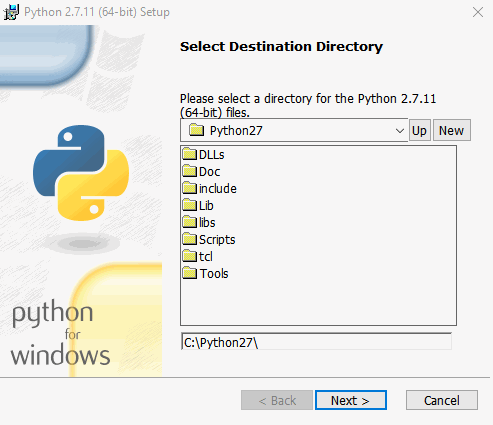 Python 2.7.11 (64-bit) Setup
Select Destination Directory
Please select a directory for the Python 2.7.11
(64-bit) files.
Python27
Up
New
DLLs
Doc
include
Lib
libs
Scripts
tcl
Tools
C:\Python27\
python
for
windows
< Back
Next >
Cancel